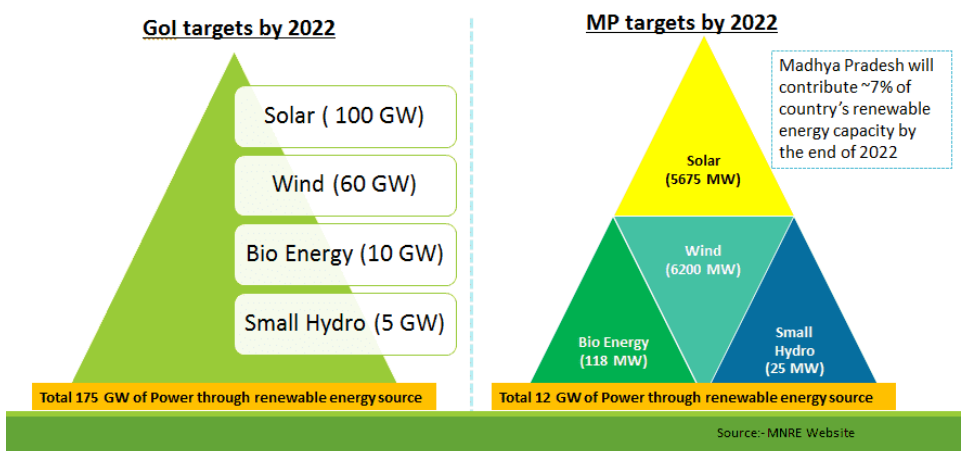 GoI targets by 2022
Solar ( 100 GW)
Wind (60 GW)
Bio Energy (10 GW)
Small Hydro (5 GW)
Total 175 GW of Power through renewable energy source
MP targets by 2022
Madhya Pradesh will
contribute ~7% of
country's renewable
energy capacity by
the end of 2022
Solar
(5675 MW)
Wind
(6200 MW)
Bio Energy
(118 MW)
Small
Hydro
(25 MW)
Total 12 GW of Power through renewable energy source
Source:- MNRE Website